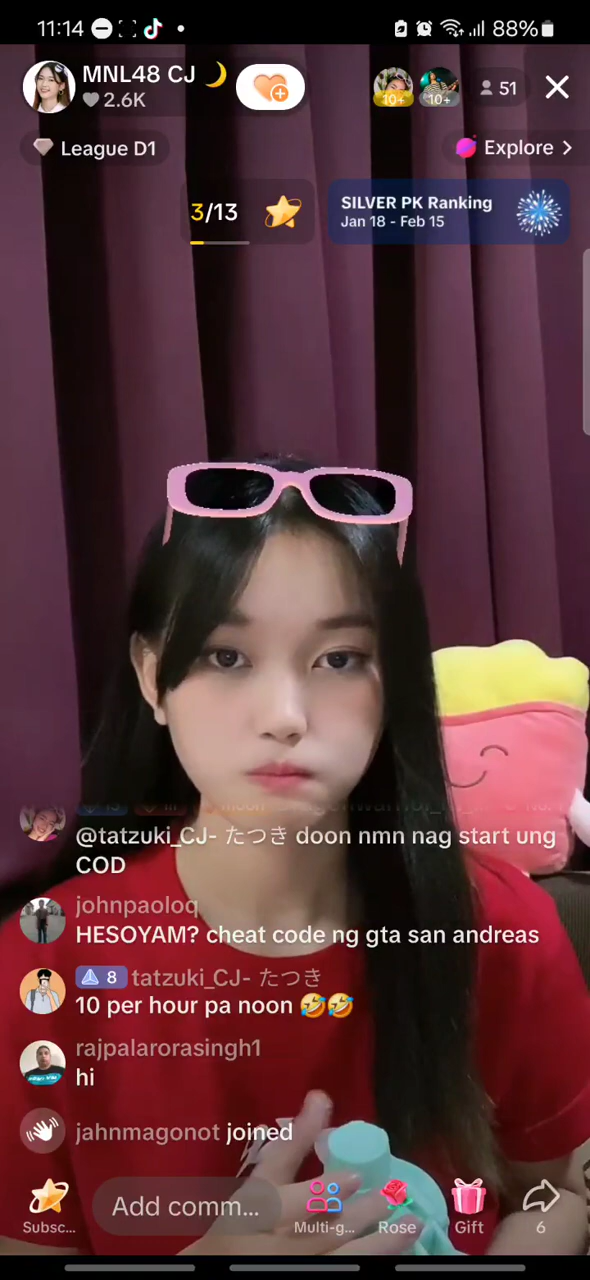 11:14
88%
MNL48 CJ 🌙
2.6K
10+
10+
51
League D1
Explore >
3/13
SILVER PK Ranking
Jan 18 - Feb 15
@tatzuki_CJ- たつき doon nmn nag start ung
COD
johnpaoloq
HESOYAM? cheat code ng gta san andreas
8 tatzuki_CJ- たつき
10 per hour pa noon 🤣🤣
rajpalarorasingh1
hi
jahnmagonot joined
Subsc...
Add comm...
Multi-g...
Rose
Gift
6